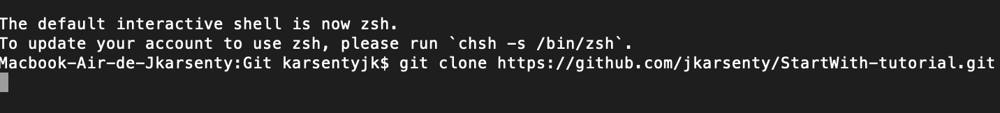 The default interactive shell is now zsh.
To update your account to use zsh, please run `chsh -s /bin/zsh`.
Macbook-Air-de-Jkarsenty:Git karsentyjk$ git clone https://github.com/jkarsenty/StartWith-tutorial.git